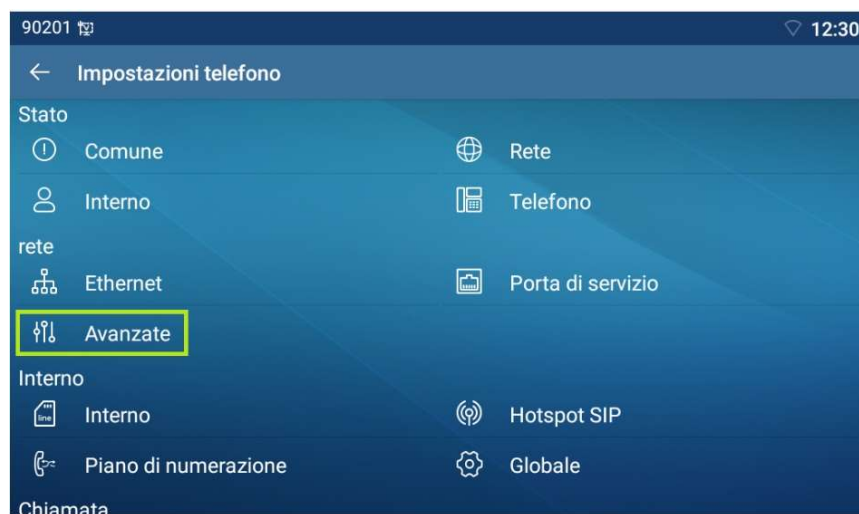 90201 12:30
Impostazioni telefono
Stato
Comune Rete
Interno Telefono
rete
Ethernet Porta di servizio
Avanzate
Interno
line Interno Hotspot SIP
Piano di numerazione Globale
Chiamata